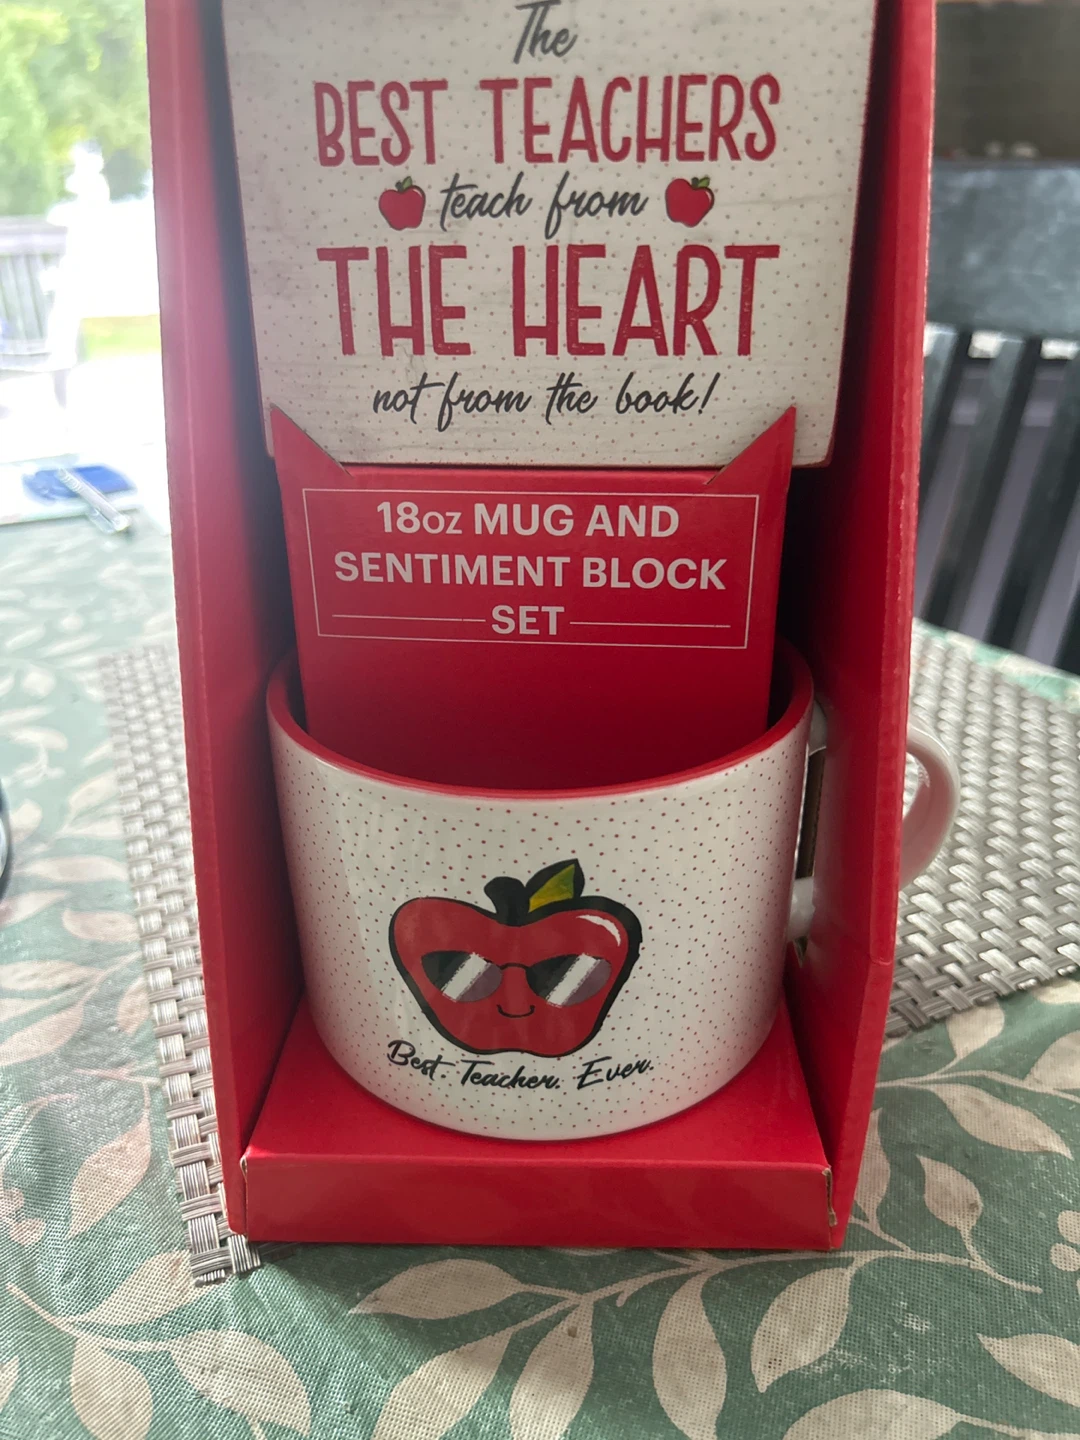 The
BEST TEACHERS
teach from
THE HEART
not from the book!
18oz MUG AND
SENTIMENT BLOCK
SET
Best. Teacher. Ever.